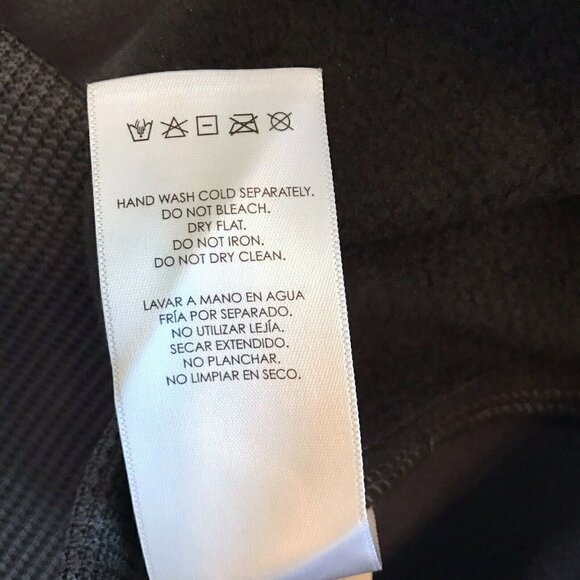 HAND WASH COLD SEPARATELY.
DO NOT BLEACH.
DRY FLAT.
DO NOT IRON.
DO NOT DRY CLEAN.
LAVAR A MANO EN AGUA
FRÍA POR SEPARADO.
NO UTILIZAR LEJÍA.
SECAR EXTENDIDO.
NO PLANCHAR.
NO LIMPIAR EN SECO.